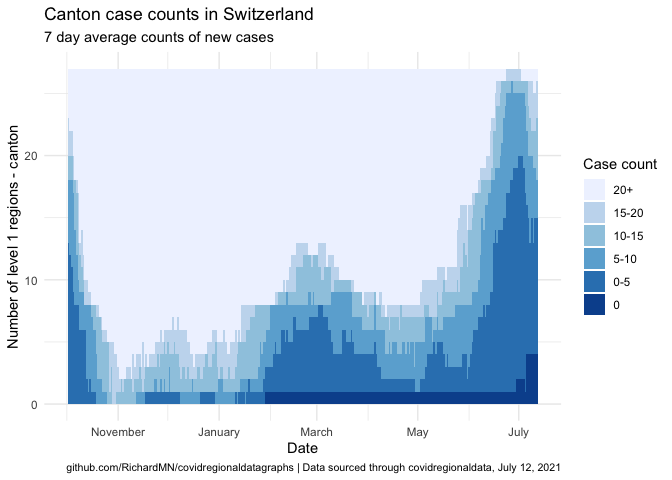 Canton case counts in Switzerland
7 day average counts of new cases
Number of level 1 regions - canton
20
10
0
November
January
March
May
July
Date
Case count
20+
15-20
10-15
5-10
0-5
0
github.com/RichardMN/covidregionaldatagraphs | Data sourced through covidregionaldata, July 12, 2021